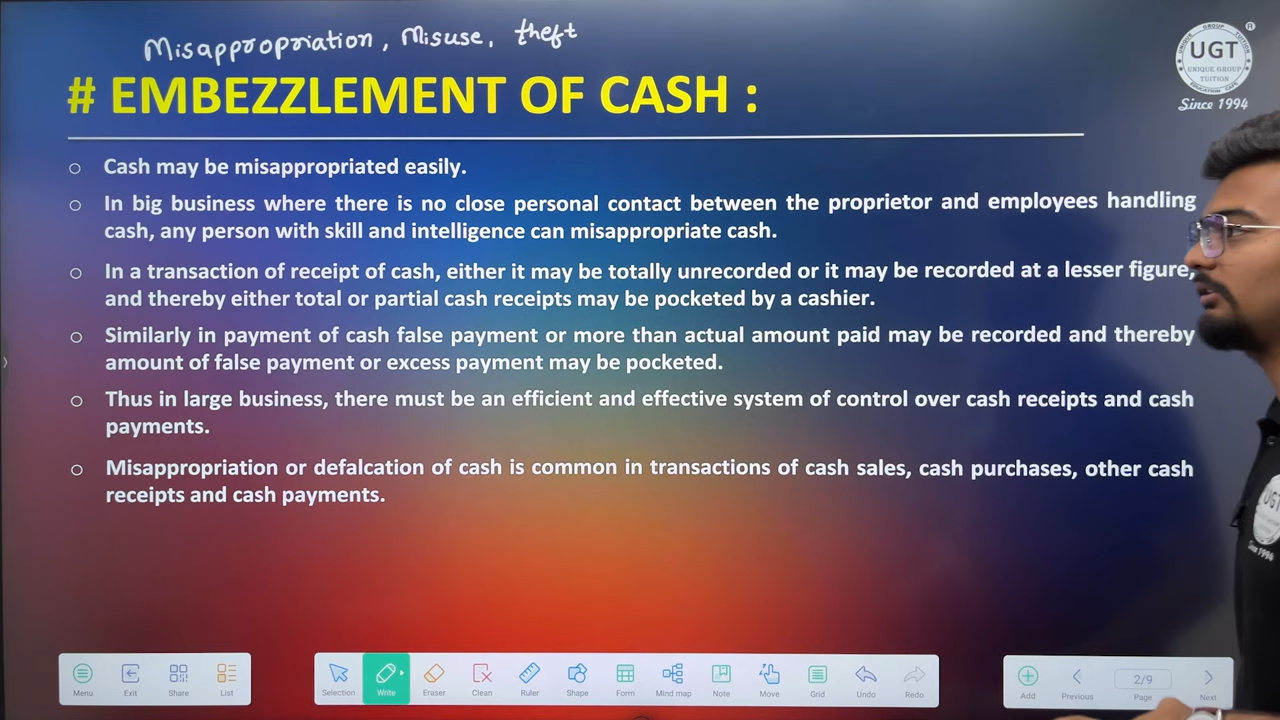 Misappropriation, Misuse, theft
# EMBEZZLEMENT OF CASH :
UNIQUE GROUP TUITION
UGT
UNIQUE GROUP
TUITION
EDUCATION CAFE
Since 1994
○ Cash may be misappropriated easily.
○ In big business where there is no close personal contact between the proprietor and employees handling
cash, any person with skill and intelligence can misappropriate cash.
○ In a transaction of receipt of cash, either it may be totally unrecorded or it may be recorded at a lesser figure,
and thereby either total or partial cash receipts may be pocketed by a cashier.
○ Similarly in payment of cash false payment or more than actual amount paid may be recorded and thereby
amount of false payment or excess payment may be pocketed.
○ Thus in large business, there must be an efficient and effective system of control over cash receipts and cash
payments.
○ Misappropriation or defalcation of cash is common in transactions of cash sales, cash purchases, other cash
receipts and cash payments.
UGT
Since 1994
Menu Exit Share List Selection Write Eraser Clean Ruler Shape Form Mind map Note Move Grid Undo Redo Add Previous 2/9 Page Next